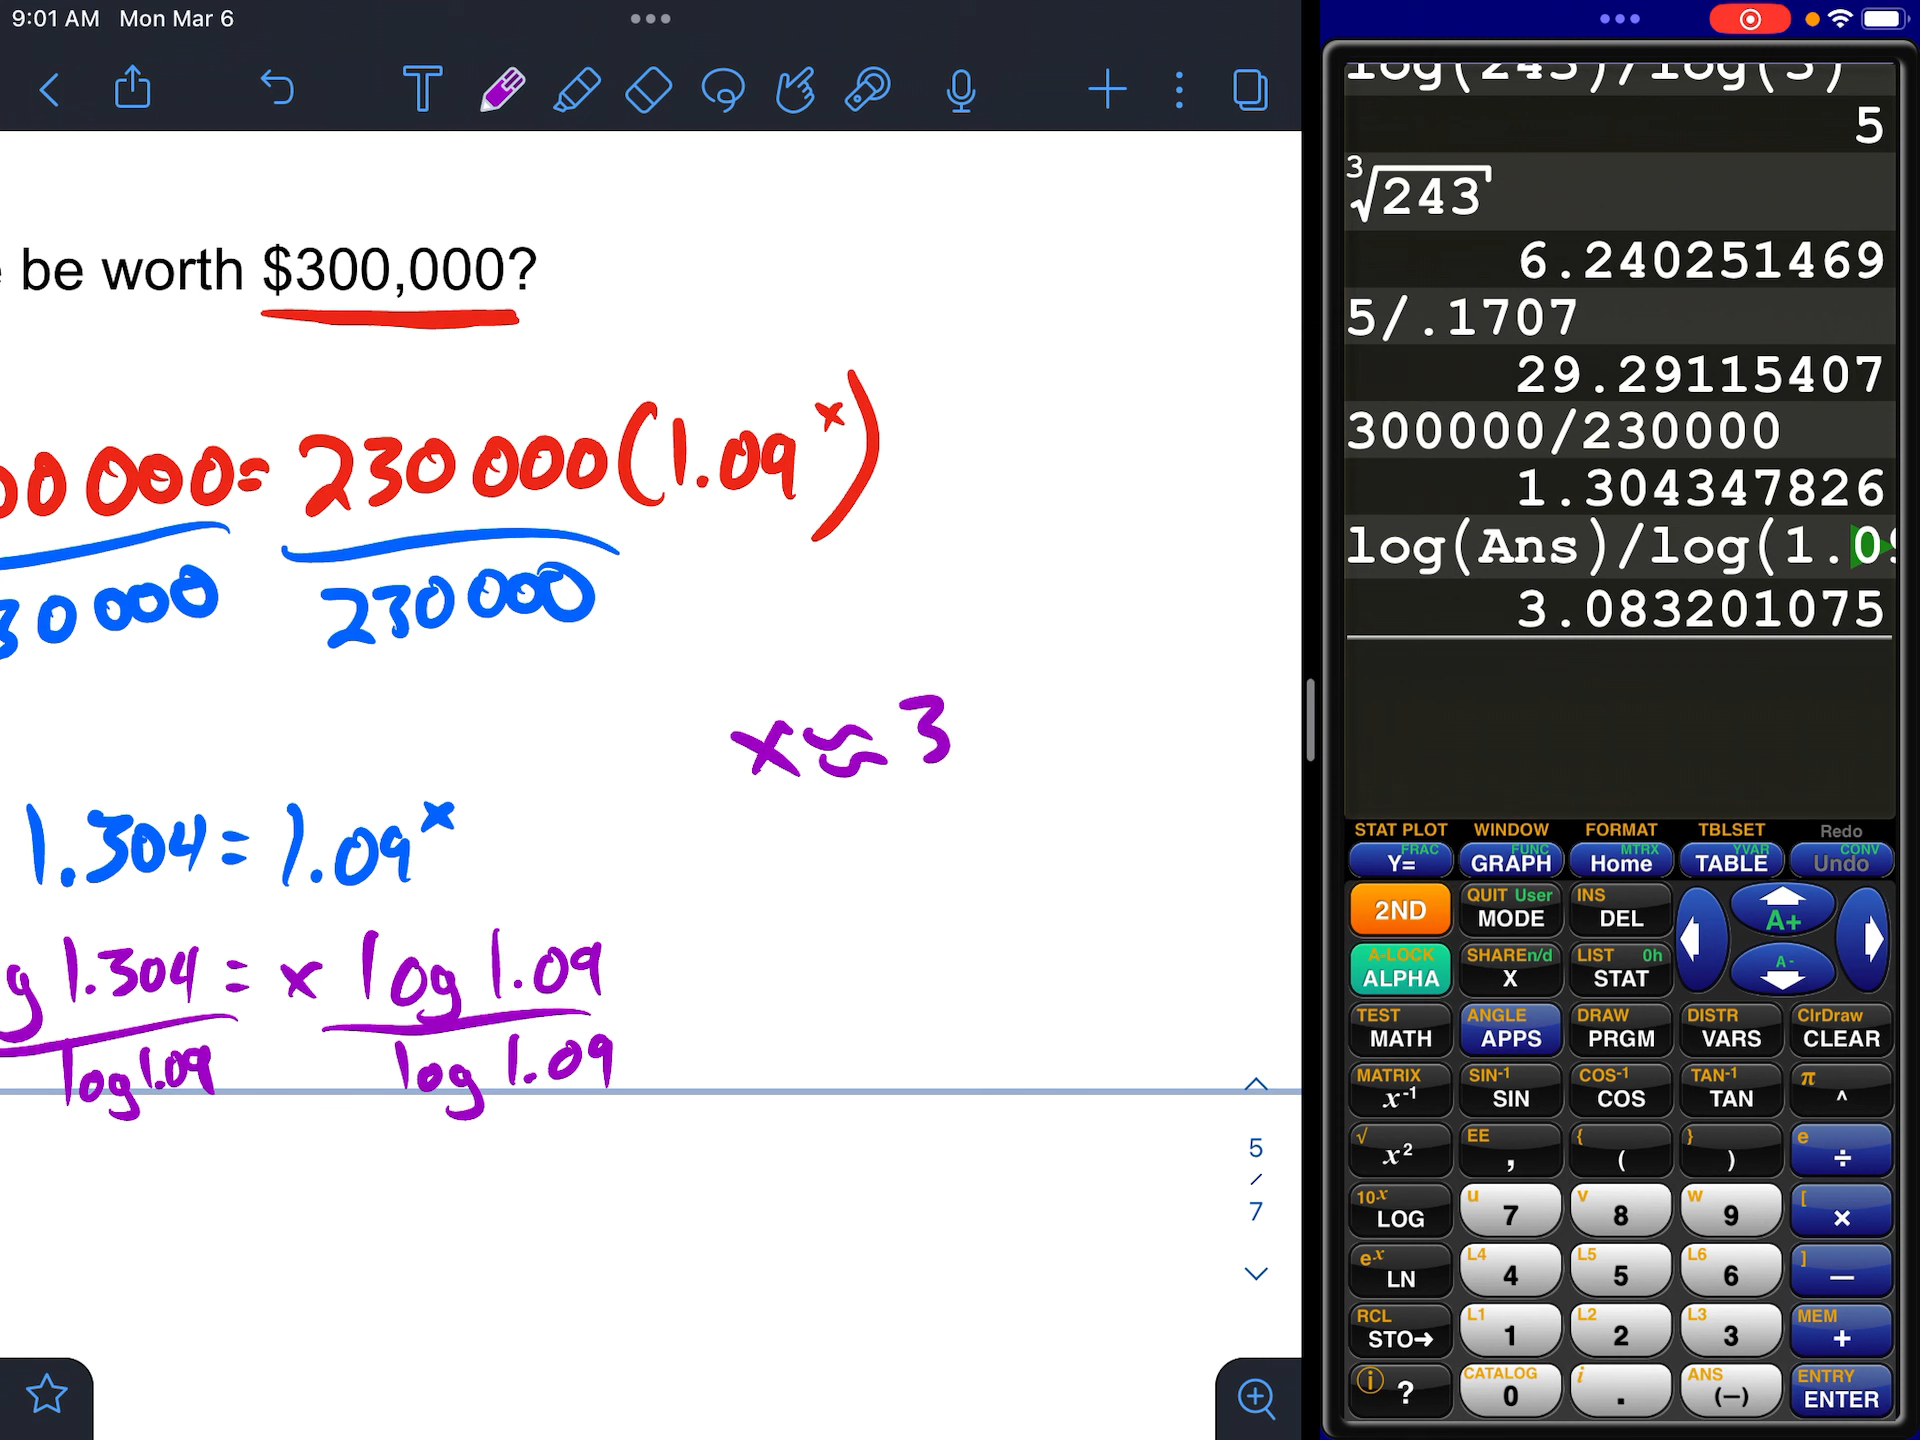 9:01 AM Mon Mar 6
be worth $300,000?
00 000 = 230 000 (1.09^x)
30 000 230 000
x ≈ 3
1.304 = 1.09^x
g 1.304 = x log 1.09
log 1.09 log 1.09
5
/
7
log(243)/log(3)
5
³√243
6.240251469
5/.1707
29.29115407
300000/230000
1.304347826
log(Ans)/log(1.09
3.083201075
STAT PLOT WINDOW FORMAT TBLSET Redo
FRAC FUNC MTRX YVAR CONV
Y= GRAPH Home TABLE Undo
QUIT User INS
2ND MODE DEL A+
A-LOCK SHARE n/d LIST 0h A-
ALPHA X STAT
TEST ANGLE DRAW DISTR ClrDraw
MATH APPS PRGM VARS CLEAR
MATRIX SIN⁻¹ COS⁻¹ TAN⁻¹ π
x⁻¹ SIN COS TAN ^
√ EE { } e
x² , ( ) ÷
10ˣ u v w [
LOG 7 8 9 ×
eˣ L4 L5 L6 ]
LN 4 5 6 —
RCL L1 L2 L3 MEM
STO→ 1 2 3 +
i CATALOG i ANS ENTRY
? 0 . (—) ENTER